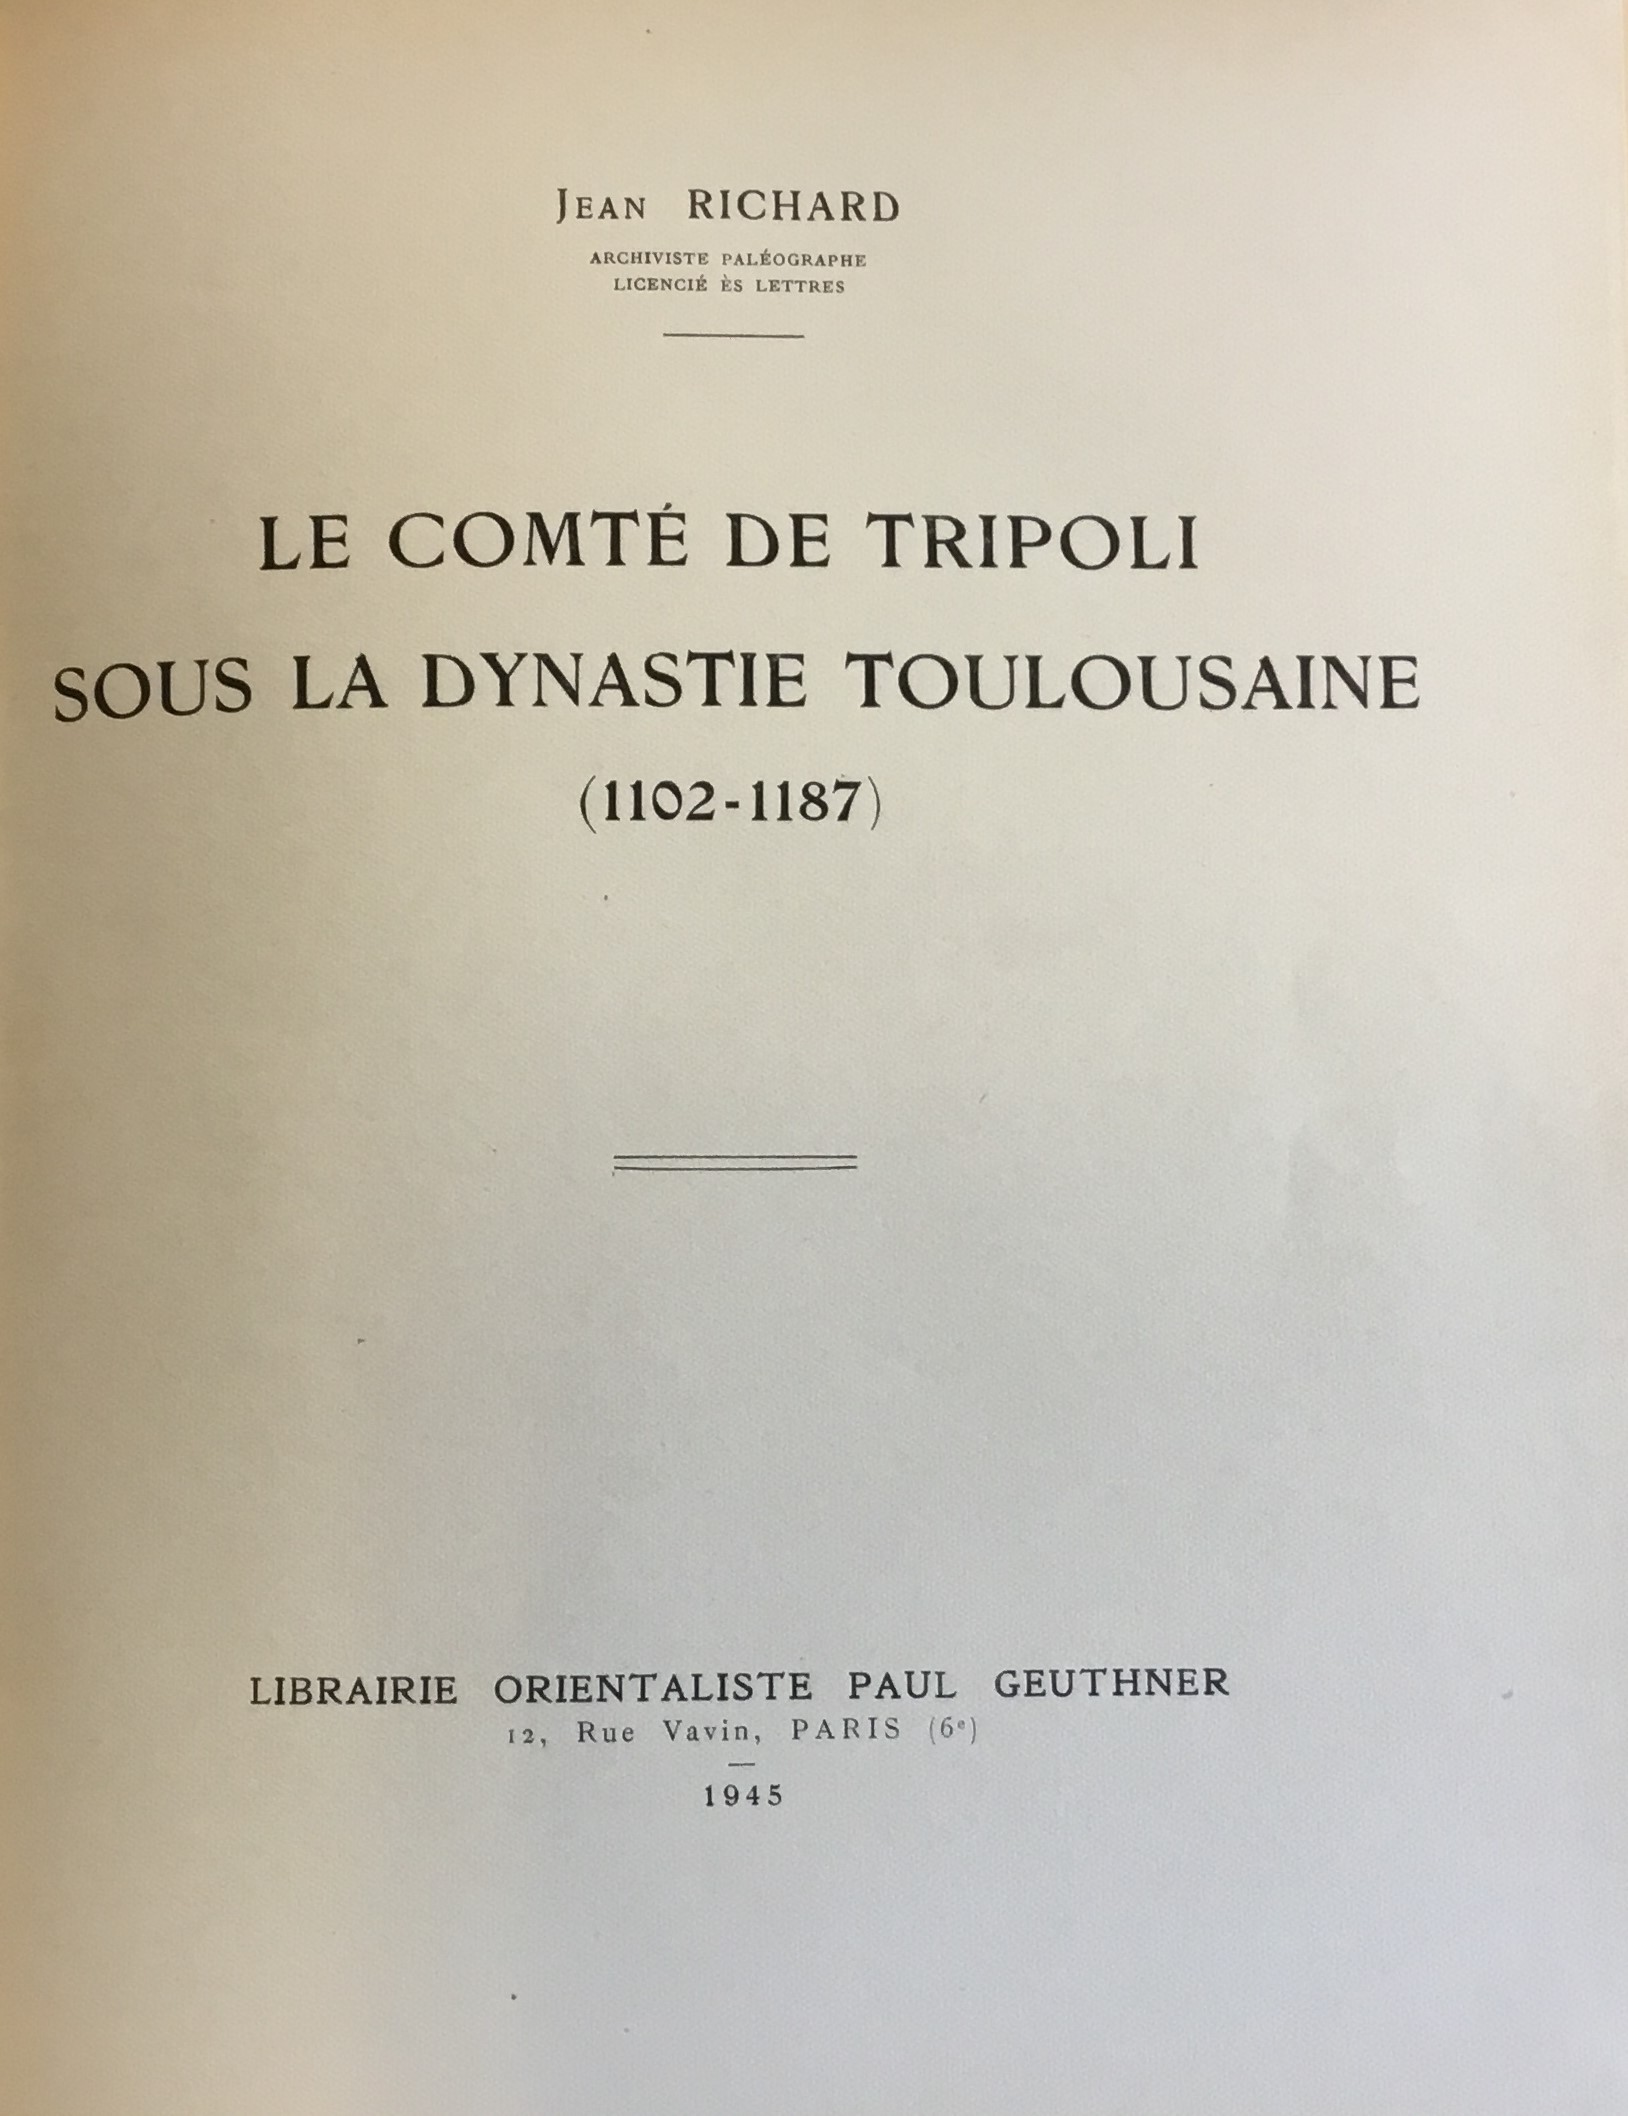 Jean RICHARD
ARCHIVISTE PALÉOGRAPHE
LICENCIÉ ÈS LETTRES
LE COMTÉ DE TRIPOLI
SOUS LA DYNASTIE TOULOUSAINE
(1102-1187)
LIBRAIRIE ORIENTALISTE PAUL GEUTHNER
12, Rue Vavin, PARIS (6e)
1945